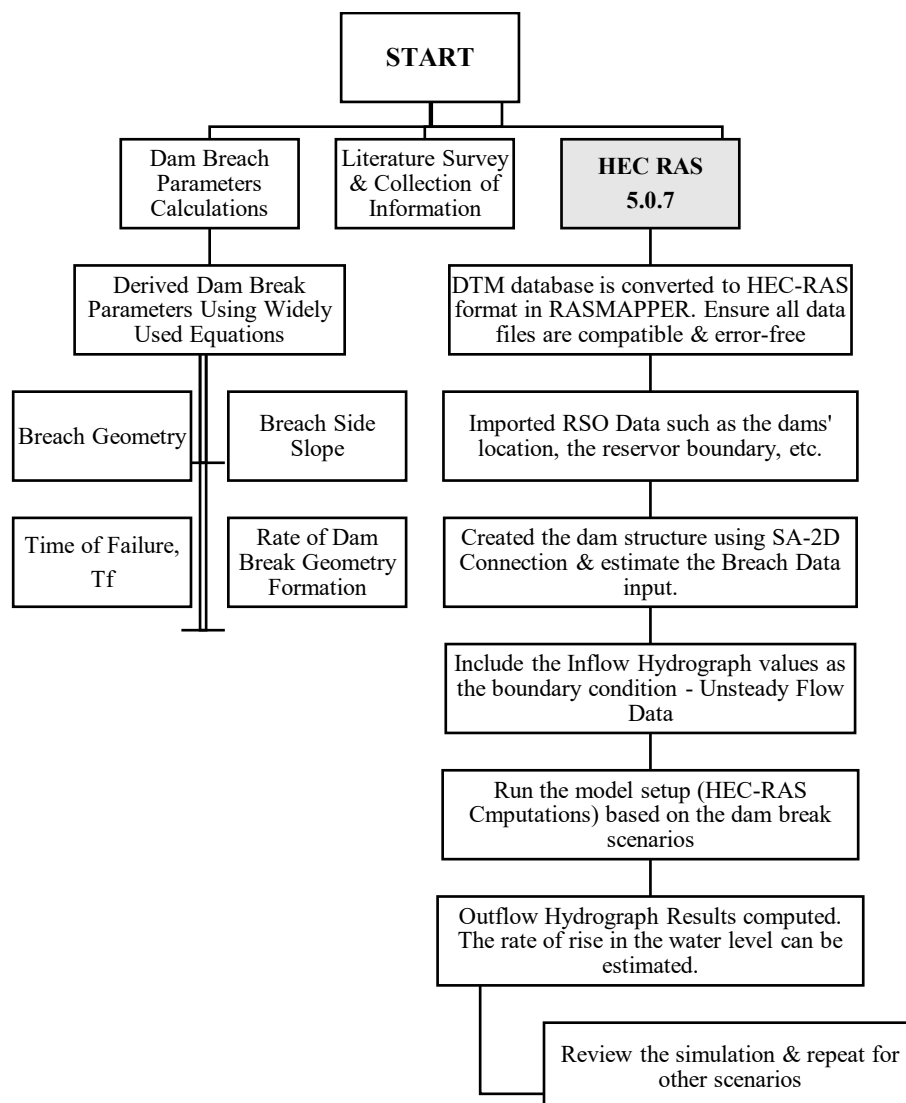 START
Dam Breach
Parameters
Calculations
Literature Survey
& Collection of
Information
HEC RAS
5.0.7
Derived Dam Break
Parameters Using Widely
Used Equations
DTM database is converted to HEC-RAS
format in RASMAPPER. Ensure all data
files are compatible & error-free
Breach Geometry
Breach Side
Slope
Imported RSO Data such as the dams'
location, the reservor boundary, etc.
Time of Failure,
Tf
Rate of Dam
Break Geometry
Formation
Created the dam structure using SA-2D
Connection & estimate the Breach Data
input.
Include the Inflow Hydrograph values as
the boundary condition - Unsteady Flow
Data
Run the model setup (HEC-RAS
Cmputations) based on the dam break
scenarios
Outflow Hydrograph Results computed.
The rate of rise in the water level can be
estimated.
Review the simulation & repeat for
other scenarios